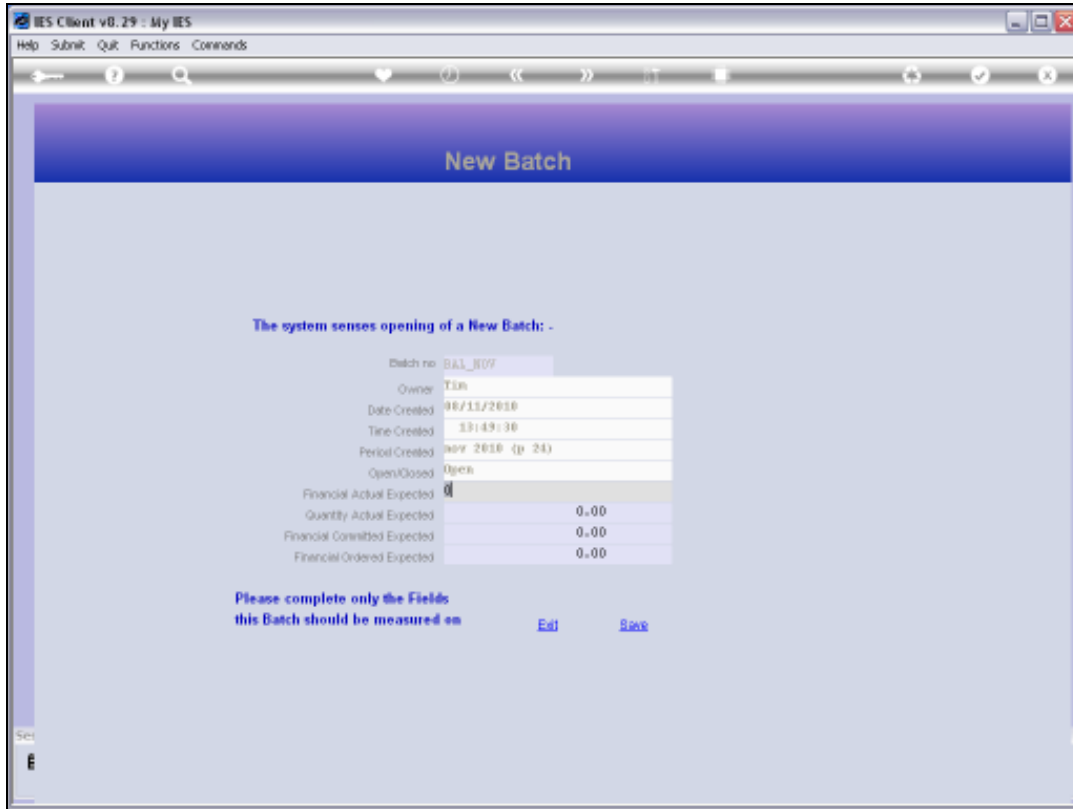 IES Client v8.29 : My IES
Help Submit Quit Functions Commands
New Batch
The system senses opening of a New Batch: -
Batch no BAL_NOV
Owner Tim
Date Created 08/11/2010
Time Created 13:49:30
Period Created nov 2010 (p 24)
Open/Closed Open
Financial Actual Expected 0
Quantity Actual Expected 0.00
Financial Committed Expected 0.00
Financial Ordered Expected 0.00
Please complete only the Fields
this Batch should be measured on
Exit Save